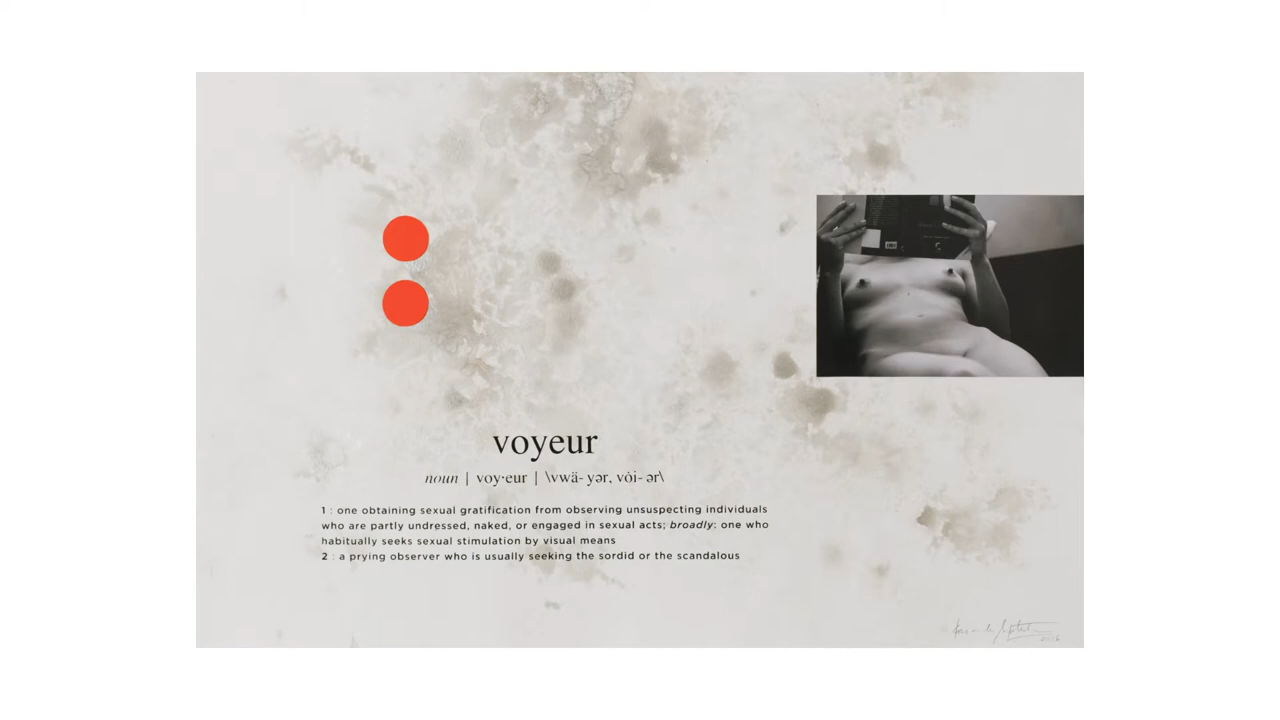 voyeur
noun | voy·eur | \vwä-yər, vȯi-ər\
1 : one obtaining sexual gratification from observing unsuspecting individuals
who are partly undressed, naked, or engaged in sexual acts; broadly: one who
habitually seeks sexual stimulation by visual means
2 : a prying observer who is usually seeking the sordid or the scandalous